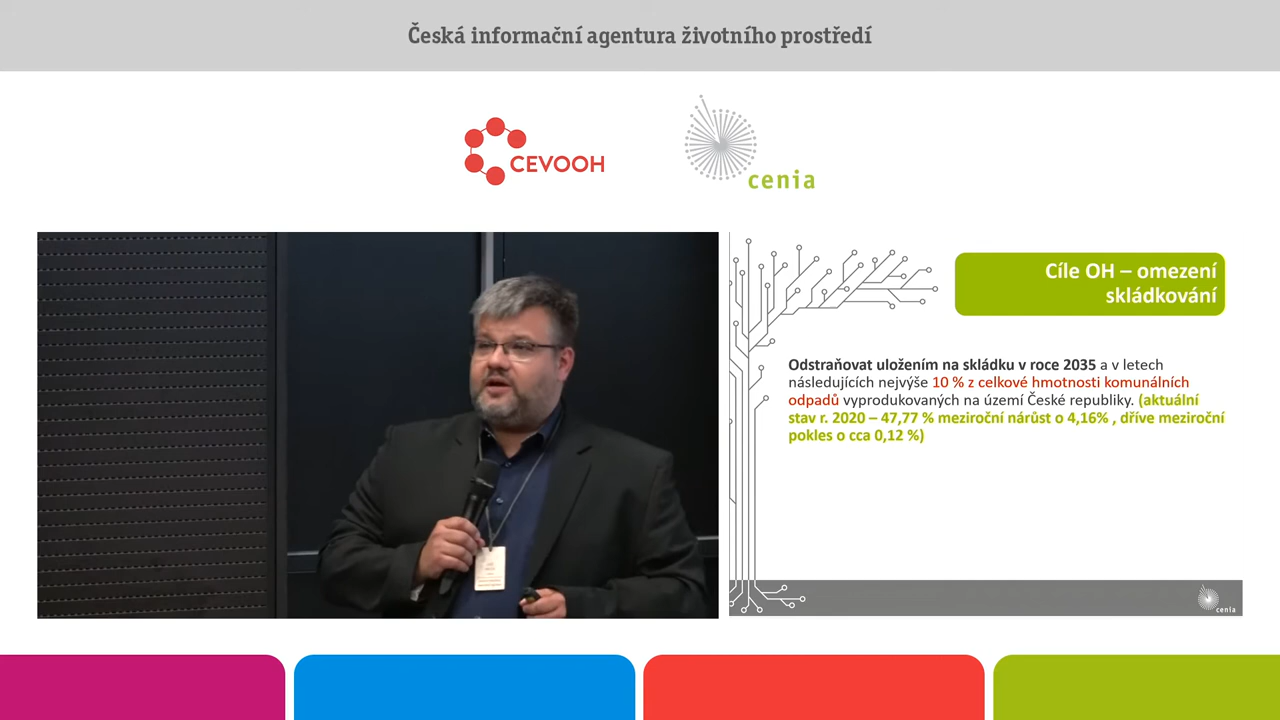 Česká informační agentura životního prostředí
CEVOOH
cenia
Cíle OH – omezení
skládkování
Odstraňovat uložením na skládku v roce 2035 a v letech
následujících nejvýše 10 % z celkové hmotnosti komunálních
odpadů vyprodukovaných na území České republiky. (aktuální
stav r. 2020 – 47,77 % meziroční nárůst o 4,16% , dříve meziroční
pokles o cca 0,12 %)
cenia